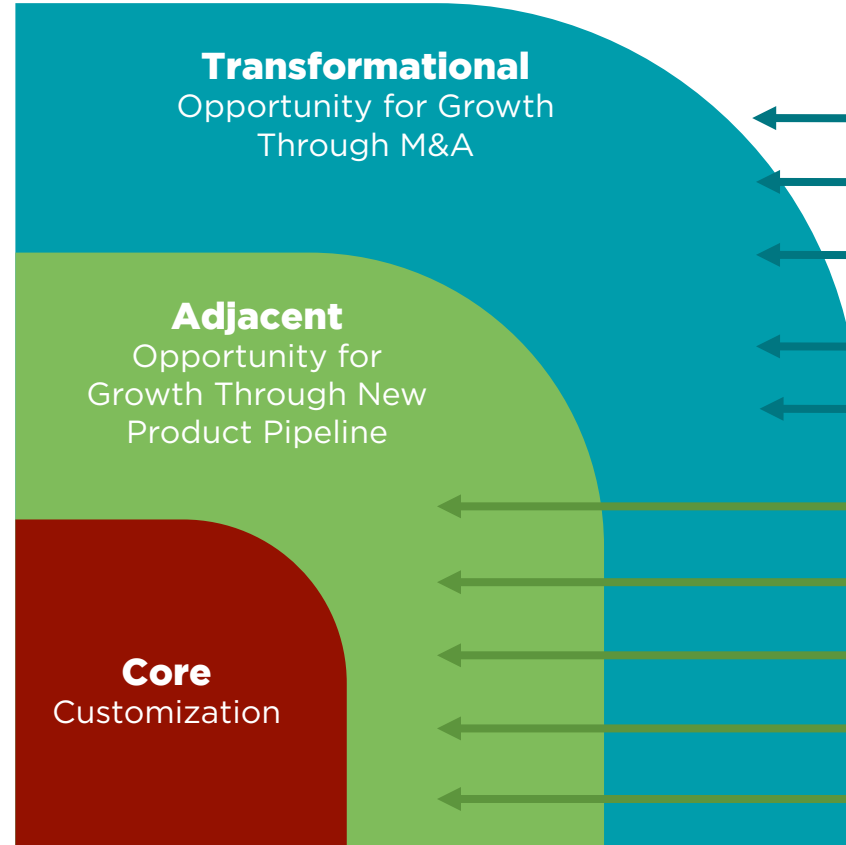 Transformational
Opportunity for Growth
Through M&A
Adjacent
Opportunity for
Growth Through New
Product Pipeline
Core
Customization